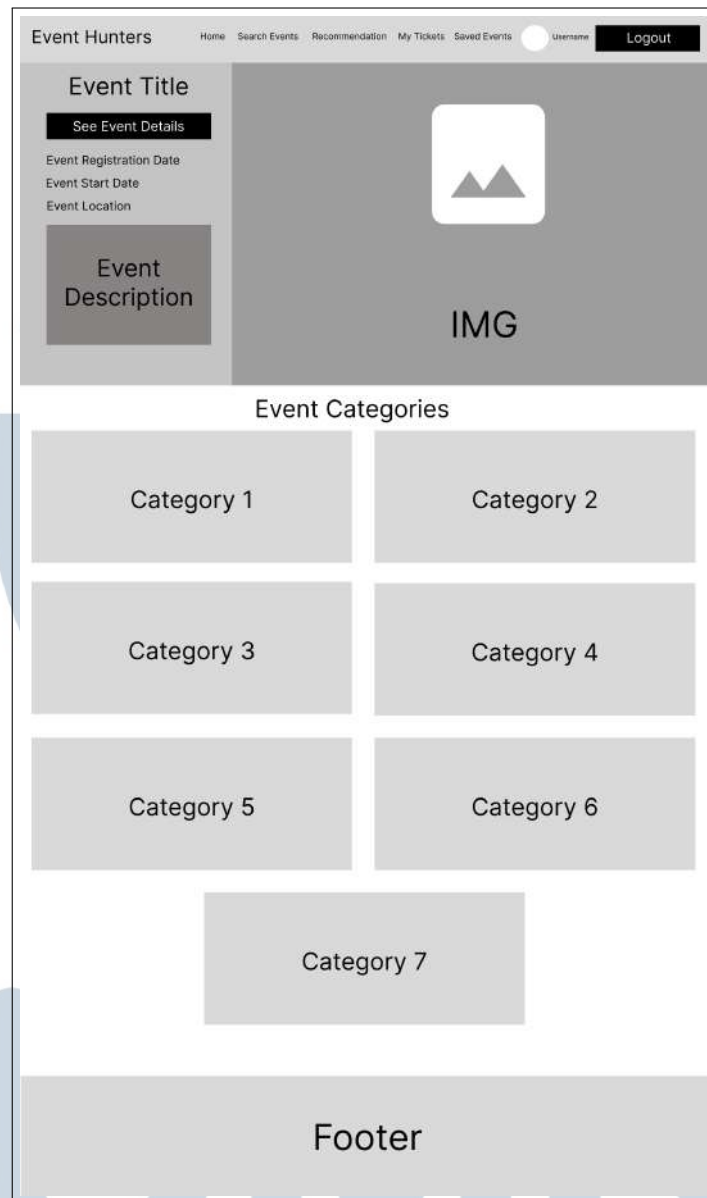 Event Hunters Home Search Events Recommendation My Tickets Saved Events Username Logout
Event Title
See Event Details
Event Registration Date
Event Start Date
Event Location
Event
Description
IMG
Event Categories
Category 1 Category 2
Category 3 Category 4
Category 5 Category 6
Category 7
Footer